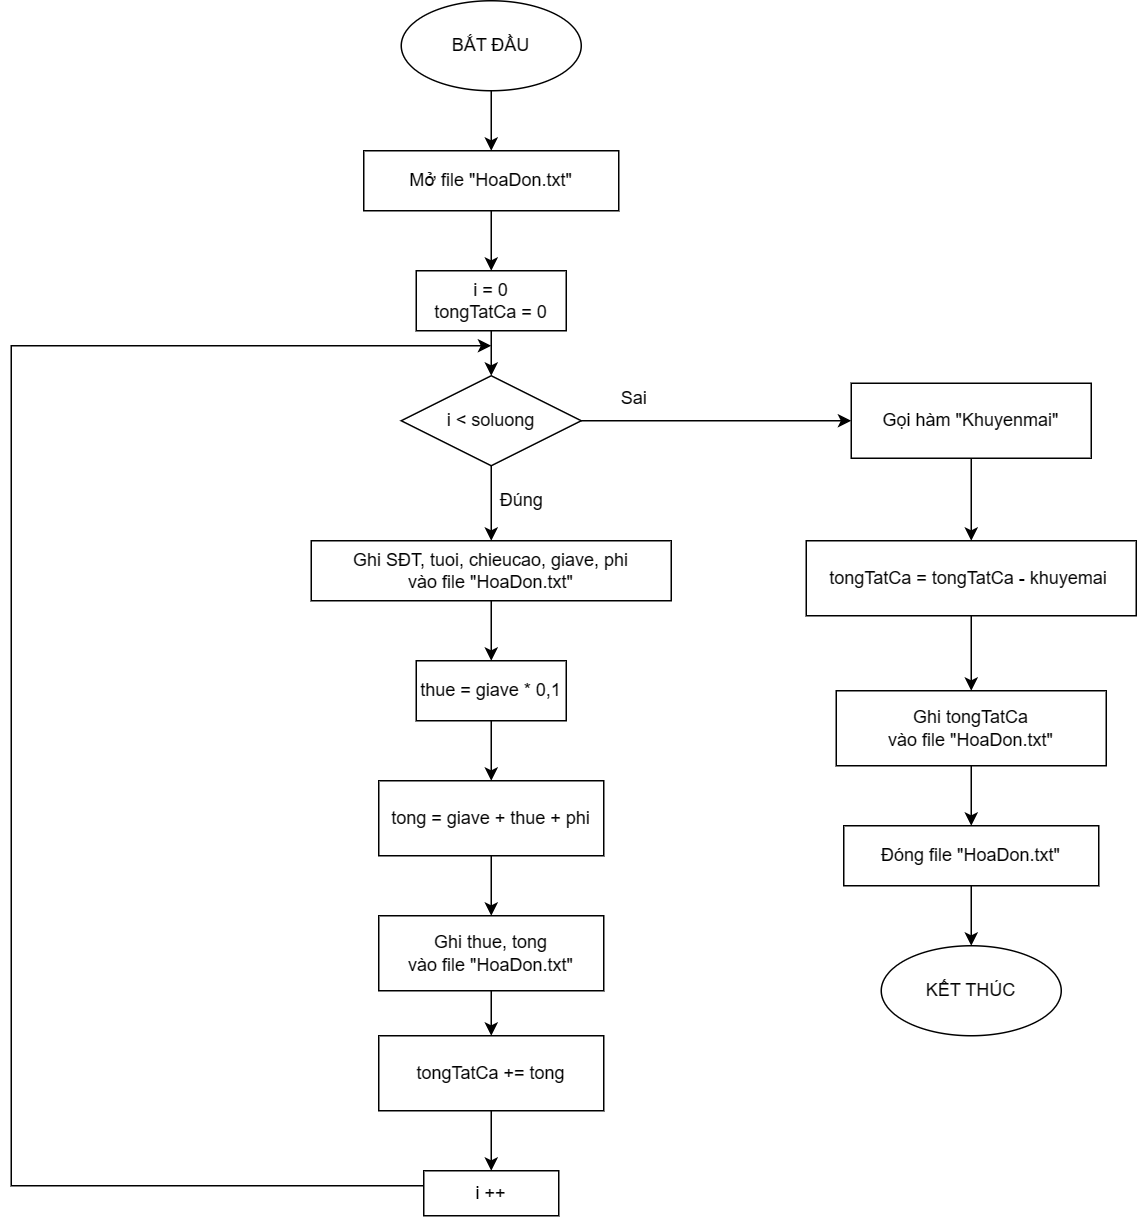 BẮT ĐẦU
Mở file "HoaDon.txt"
i = 0
tongTatCa = 0
i < soluong
Sai
Đúng
Ghi SĐT, tuoi, chieucao, giave, phi
vào file "HoaDon.txt"
thue = giave * 0,1
tong = giave + thue + phi
Ghi thue, tong
vào file "HoaDon.txt"
tongTatCa += tong
i ++
Gọi hàm "Khuyenmai"
tongTatCa = tongTatCa - khuyemai
Ghi tongTatCa
vào file "HoaDon.txt"
Đóng file "HoaDon.txt"
KẾT THÚC